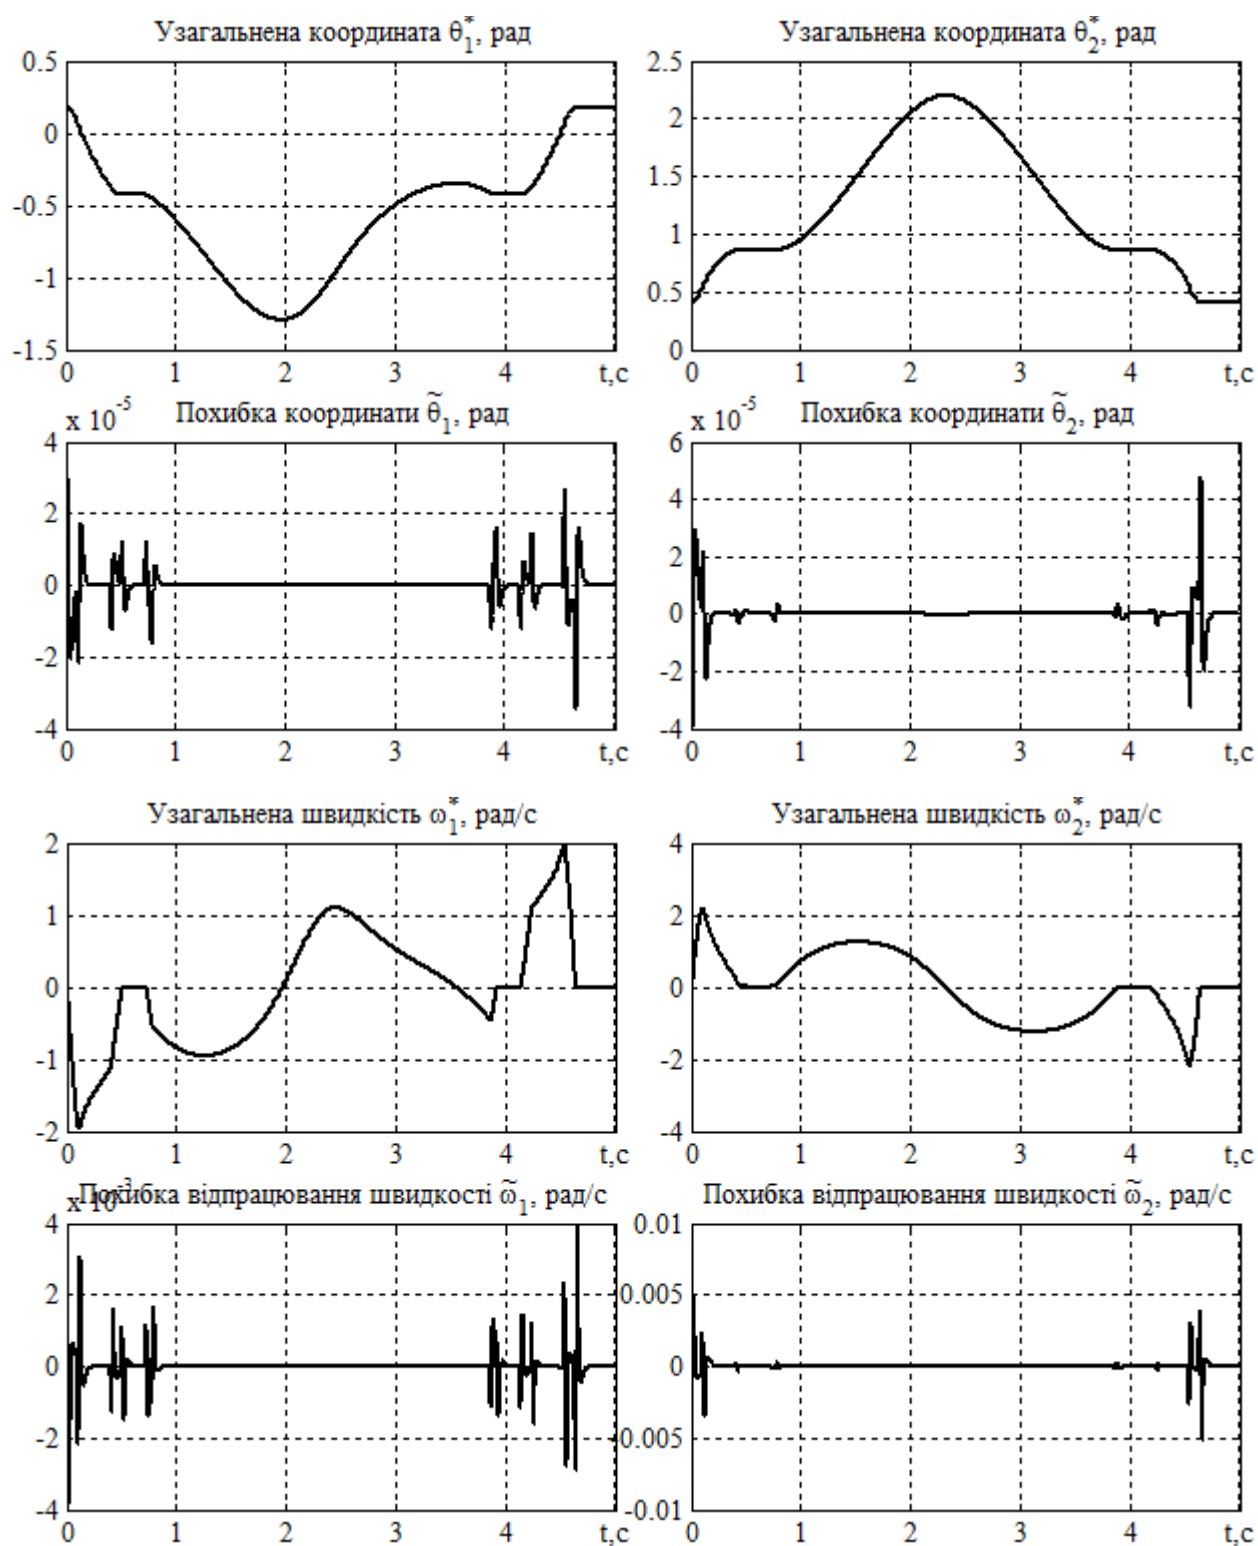 Узагальнена координата θ₁*, рад
Узагальнена координата θ₂*, рад
0.5
0
-0.5
-1
-1.5
0 1 2 3 4 t,c
2.5
2
1.5
1
0.5
0
0 1 2 3 4 t,c
x 10⁻⁵
Похибка координати θ̃₁, рад
4
2
0
-2
-4
0 1 2 3 4 t,c
x 10⁻⁵
Похибка координати θ̃₂, рад
6
4
2
0
-2
-4
0 1 2 3 4 t,c
Узагальнена швидкість ω₁*, рад/с
2
1
0
-1
-2
0 1 2 3 4 t,c
Узагальнена швидкість ω₂*, рад/с
4
2
0
-2
-4
0 1 2 3 4 t,c
x 10⁻³
Похибка відпрацювання швидкості ω̃₁, рад/с
4
2
0
-2
-4
0 1 2 3 4 t,c
Похибка відпрацювання швидкості ω̃₂, рад/с
0.01
0.005
0
-0.005
-0.01
0 1 2 3 4 t,c